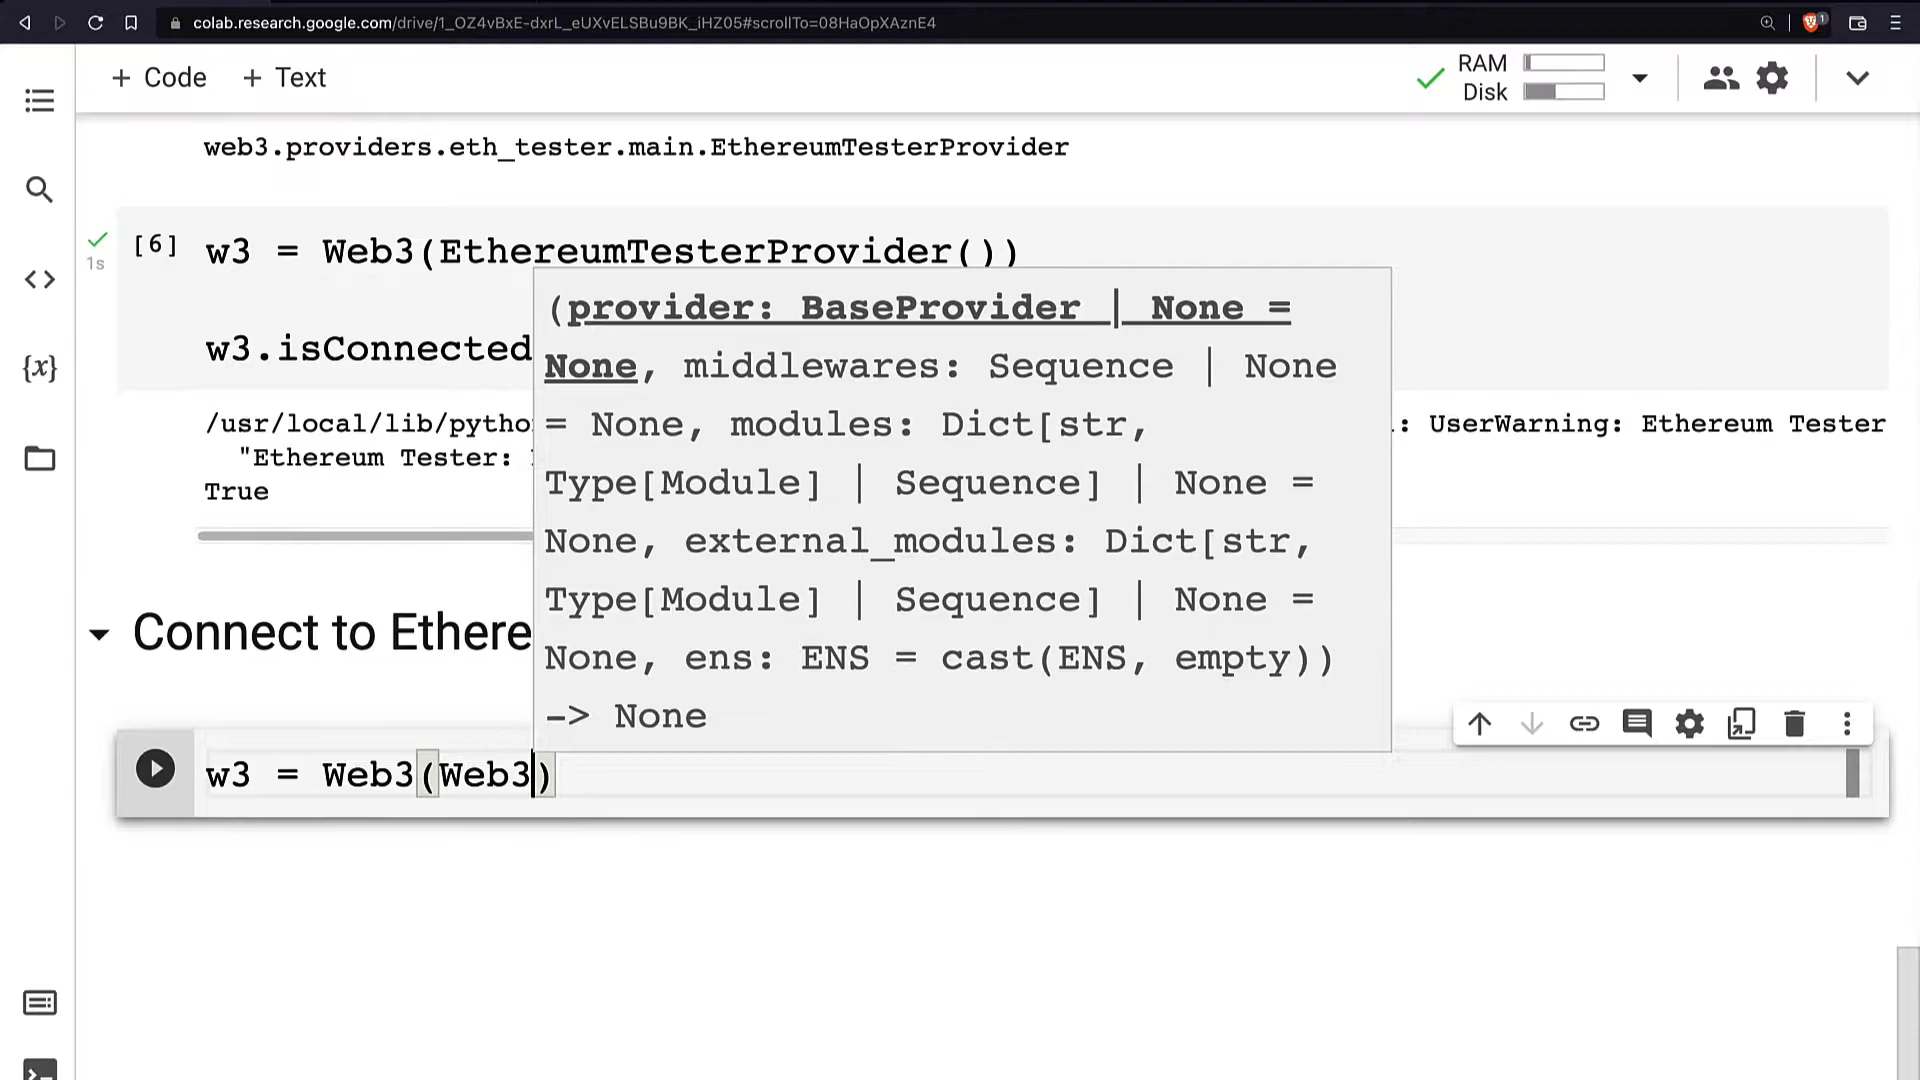 colab.research.google.com/drive/1_OZ4vBxE-dxrL_eUXvELSBu9BK_iHZ05#scrollTo=08HaOpXAznE4
1
+ Code + Text
RAM
Disk
web3.providers.eth_tester.main.EthereumTesterProvider
[6] w3 = Web3(EthereumTesterProvider())
1s
(provider: BaseProvider | None =
w3.isConnected
None, middlewares: Sequence | None
/usr/local/lib/pytho
= None, modules: Dict[str,
: UserWarning: Ethereum Tester
"Ethereum Tester:
Type[Module] | Sequence] | None =
True
None, external_modules: Dict[str,
Type[Module] | Sequence] | None =
Connect to Ethere
None, ens: ENS = cast(ENS, empty))
-> None
w3 = Web3(Web3)
{x}